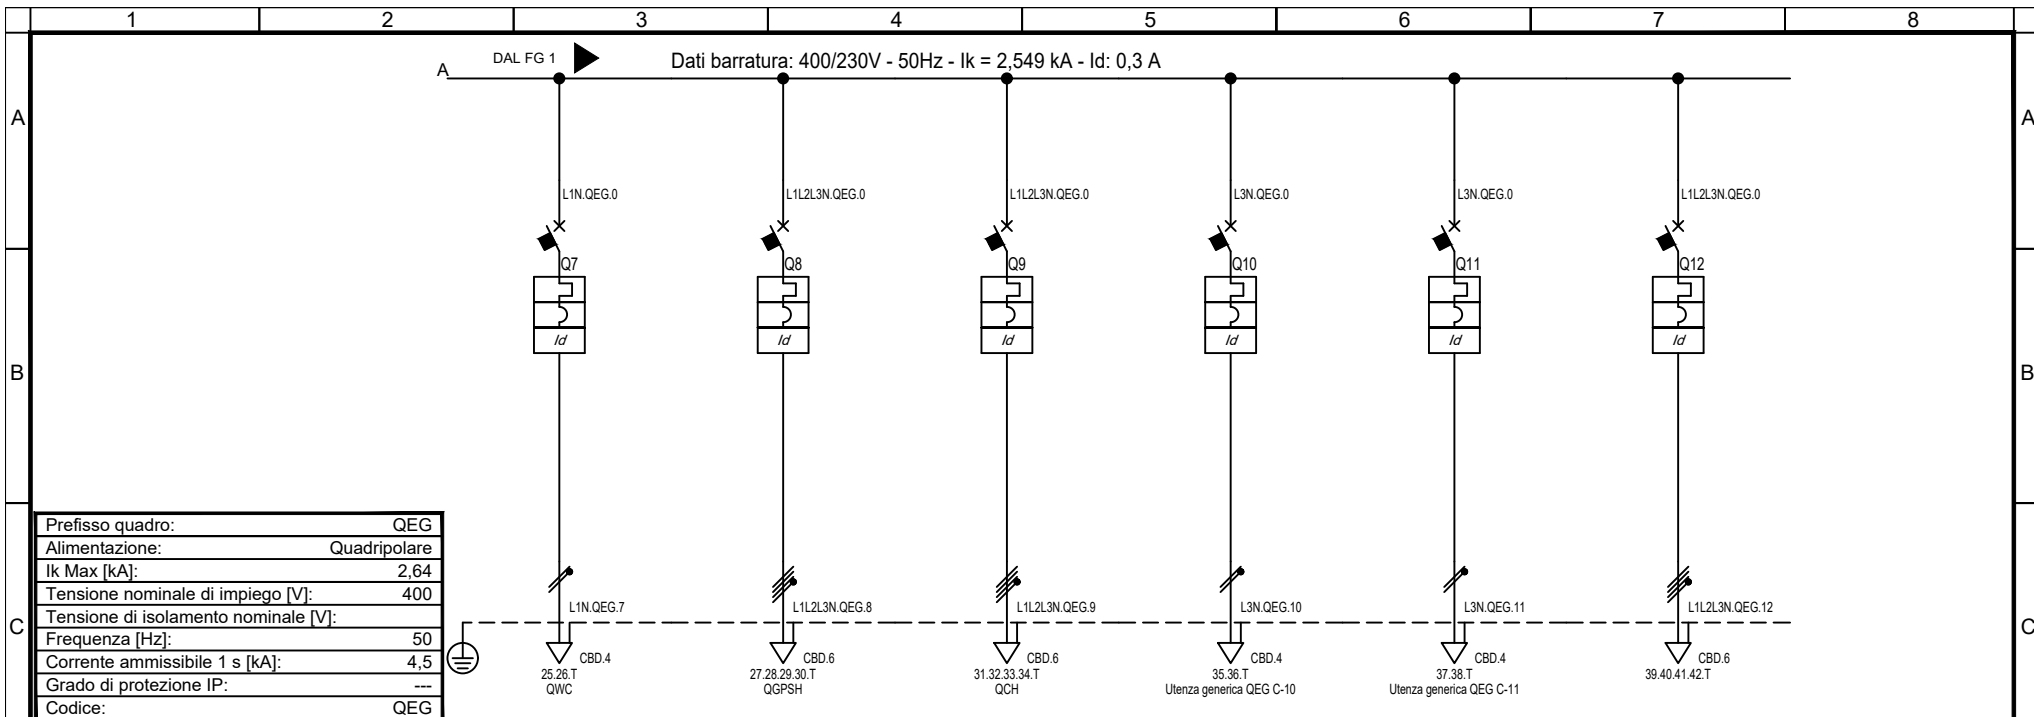 1 2 3 4 5 6 7 8
DAL FG 1
Dati barratura: 400/230V - 50Hz - Ik = 2,549 kA - Id: 0,3 A
A
A A
L1N.QEG.0 L1L2L3N.QEG.0 L1L2L3N.QEG.0 L3N.QEG.0 L3N.QEG.0 L1L2L3N.QEG.0
Q7 Q8 Q9 Q10 Q11 Q12
Id Id Id Id Id Id
B B
Prefisso quadro: QEG
Alimentazione: Quadripolare
Ik Max [kA]: 2,64
Tensione nominale di impiego [V]: 400
Tensione di isolamento nominale [V]:
Frequenza [Hz]: 50
Corrente ammissibile 1 s [kA]: 4,5
Grado di protezione IP: ---
Codice: QEG
L1N.QEG.7 L1L2L3N.QEG.8 L1L2L3N.QEG.9 L3N.QEG.10 L3N.QEG.11 L1L2L3N.QEG.12
C C
CBD.4 CBD.6 CBD.6 CBD.4 CBD.4 CBD.6
25.26.T 27.28.29.30.T 31.32.33.34.T 35.36.T 37.38.T 39.40.41.42.T
QWC QGPSH QCH Utenza generica QEG C-10 Utenza generica QEG C-11